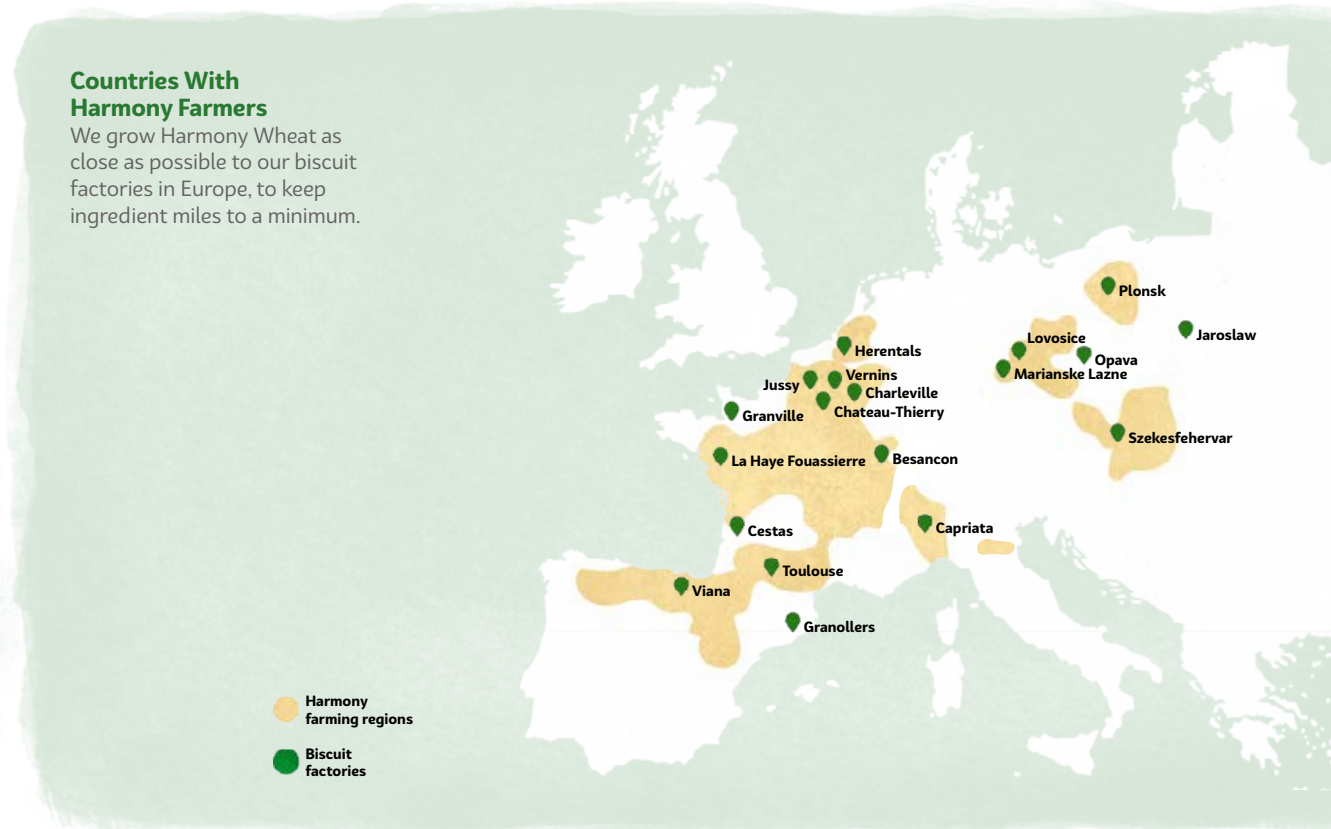 Countries With
Harmony Farmers
We grow Harmony Wheat as
close as possible to our biscuit
factories in Europe, to keep
ingredient miles to a minimum.
Plonsk
Jaroslaw
Lovosice
Opava
Marianske Lazne
Herentals
Vernins
Jussy
Charleville
Chateau-Thierry
Granville
Szekesfehervar
La Haye Fouassierre
Besancon
Cestas
Capriata
Toulouse
Viana
Granollers
Harmony
farming regions
Biscuit
factories